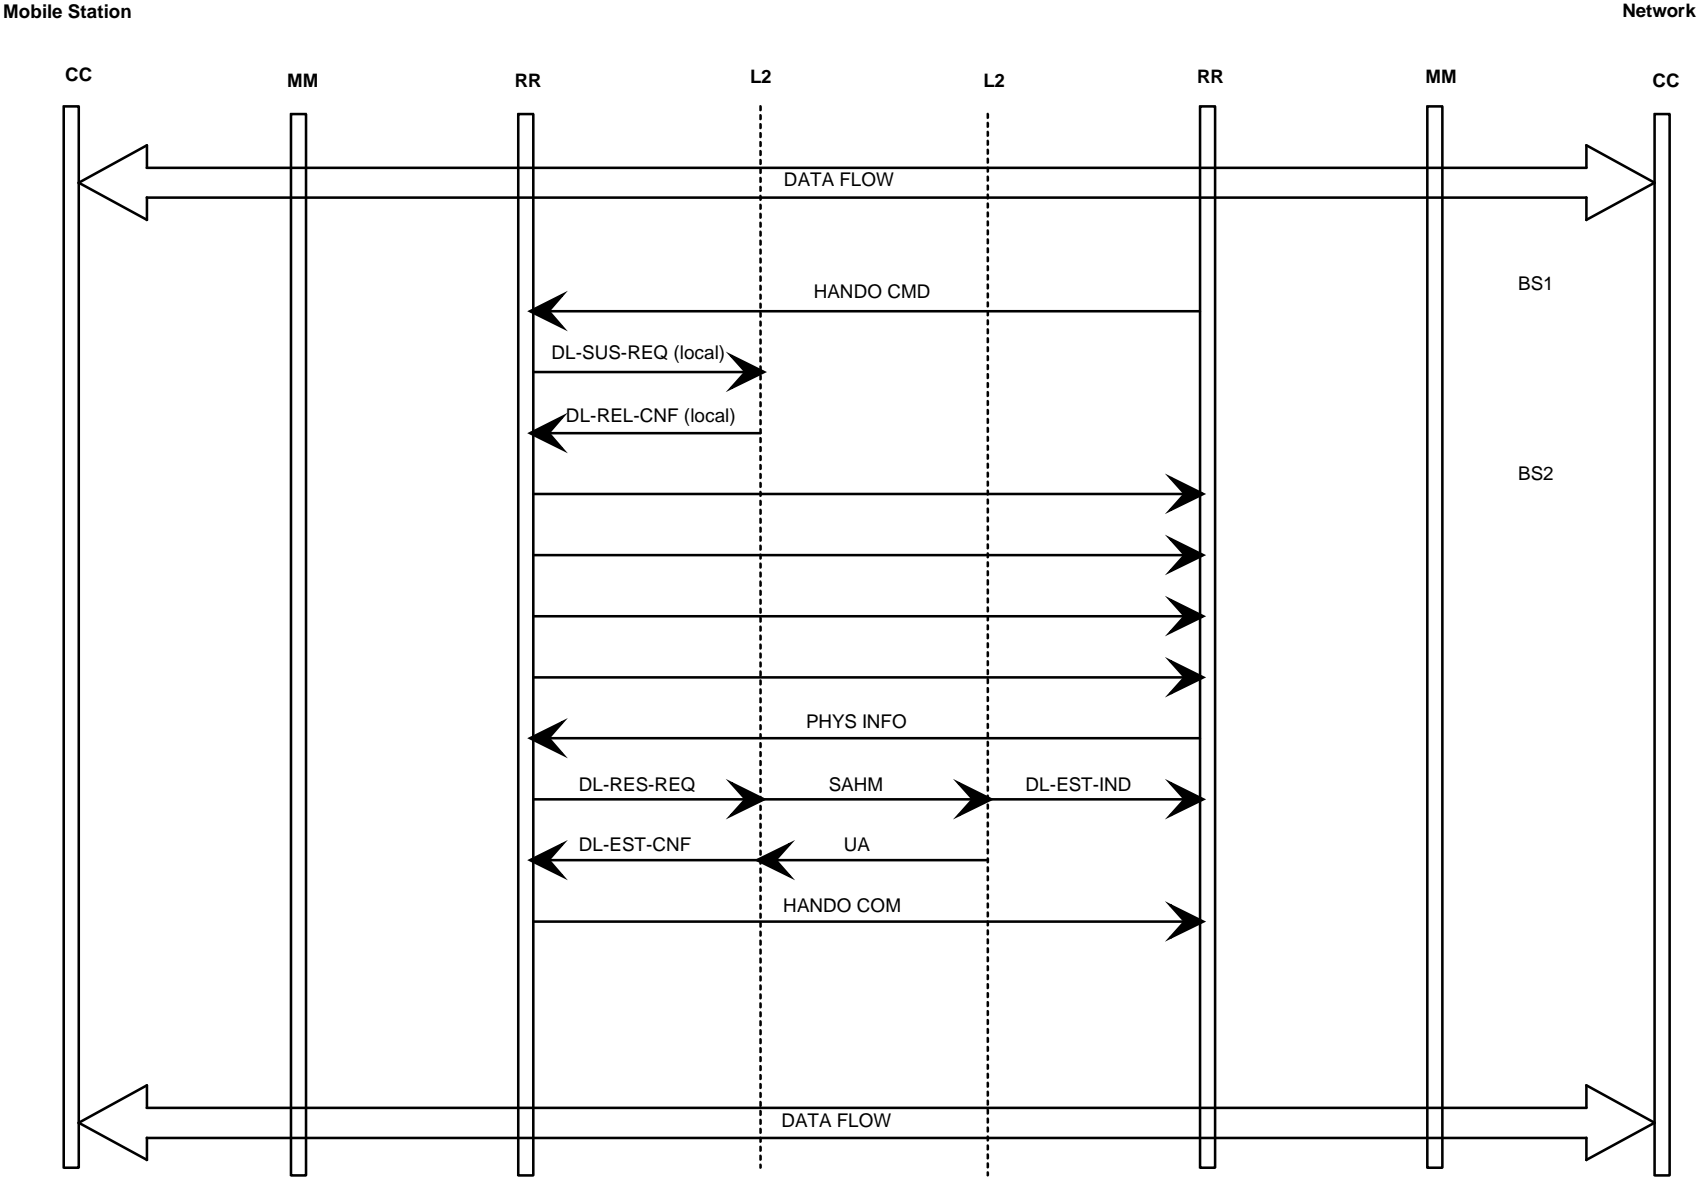 Mobile Station
Network
CC
MM
RR
L2
L2
RR
MM
CC
DATA FLOW
BS1
HANDO CMD
DL-SUS-REQ (local)
DL-REL-CNF (local)
BS2
PHYS INFO
DL-RES-REQ
SAHM
DL-EST-IND
DL-EST-CNF
UA
HANDO COM
DATA FLOW